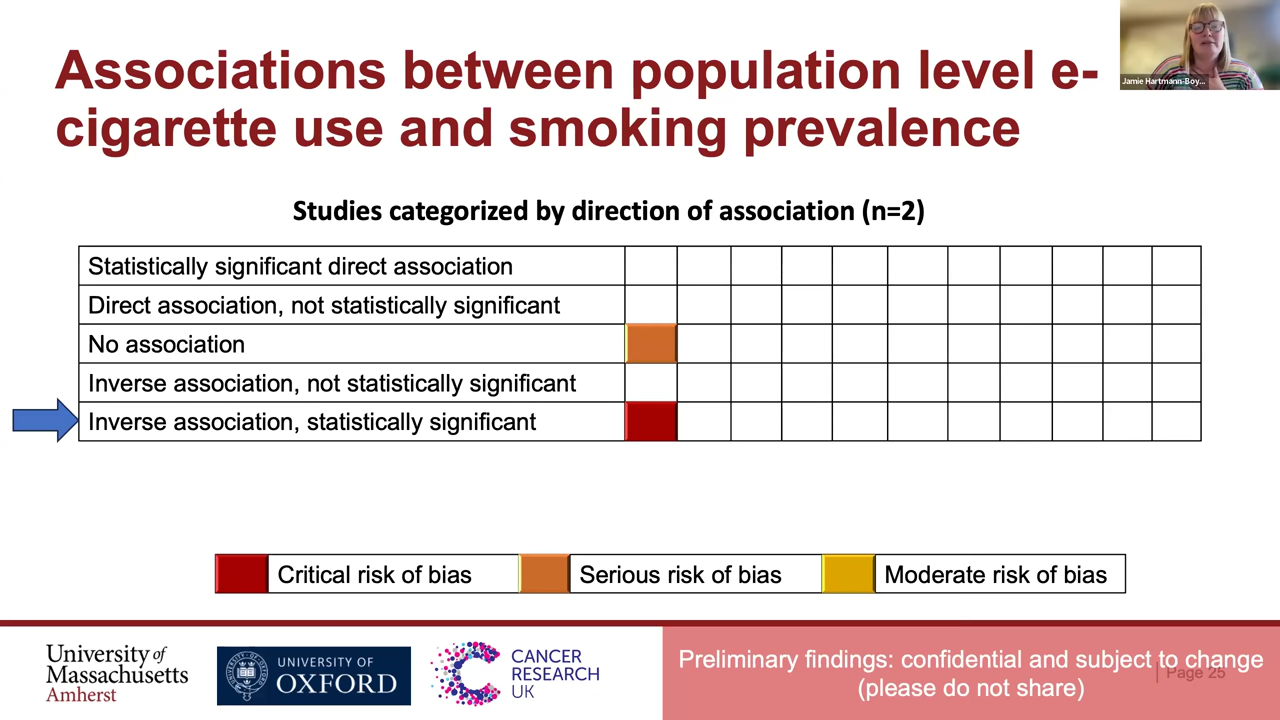 Associations between population level e-
cigarette use and smoking prevalence
Jamie Hartmann-Boy...
Studies categorized by direction of association (n=2)
Statistically significant direct association
Direct association, not statistically significant
No association
Inverse association, not statistically significant
Inverse association, statistically significant
Critical risk of bias
Serious risk of bias
Moderate risk of bias
University of
Massachusetts
Amherst
UNIVERSITY OF
OXFORD
CANCER
RESEARCH
UK
Preliminary findings: confidential and subject to change
(please do not share)
Page 25